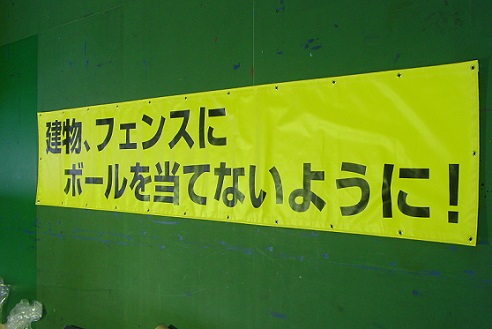 建物、フェンスに
ボールを当てないように！